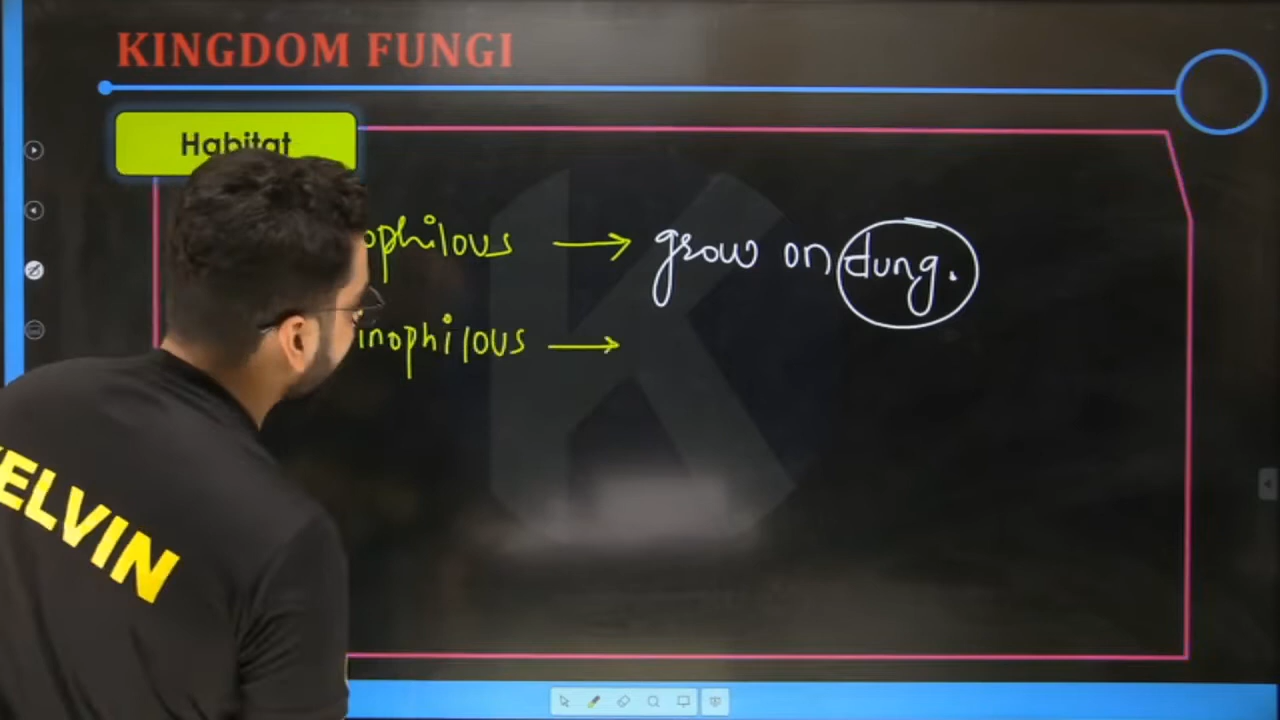 KINGDOM FUNGI
Habitat
ophilous → grow on dung.
inophilous →
ELVIN